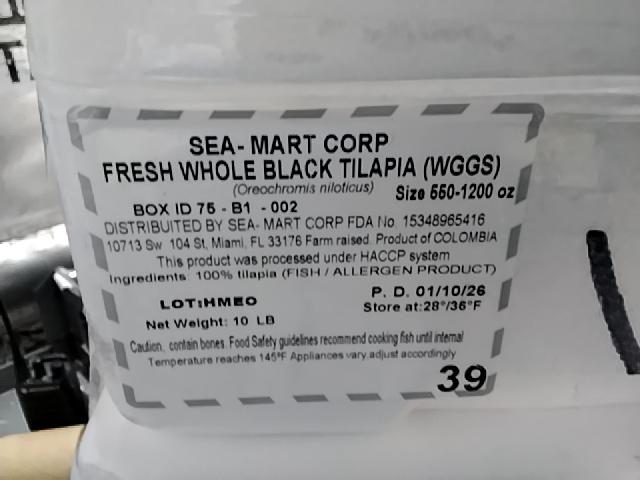 SEA- MART CORP
FRESH WHOLE BLACK TILAPIA (WGGS)
(Oreochromis niloticus) Size 550-1200 oz
BOX ID 75 - B1 - 002
DISTRIBUTED BY SEA- MART CORP FDA No. 15348965416
10713 Sw 104 St, Miami, FL 33176 Farm raised. Product of COLOMBIA
This product was processed under HACCP system
Ingredients: 100% tilapia (FISH / ALLERGEN PRODUCT)
LOT:HMEO P. D. 01/10/26
Net Weight: 10 LB Store at:28°/36°F
Caution, contain bones. Food Safety guidelines recommend cooking fish until internal
Temperature reaches 145°F Appliances vary, adjust accordingly
39